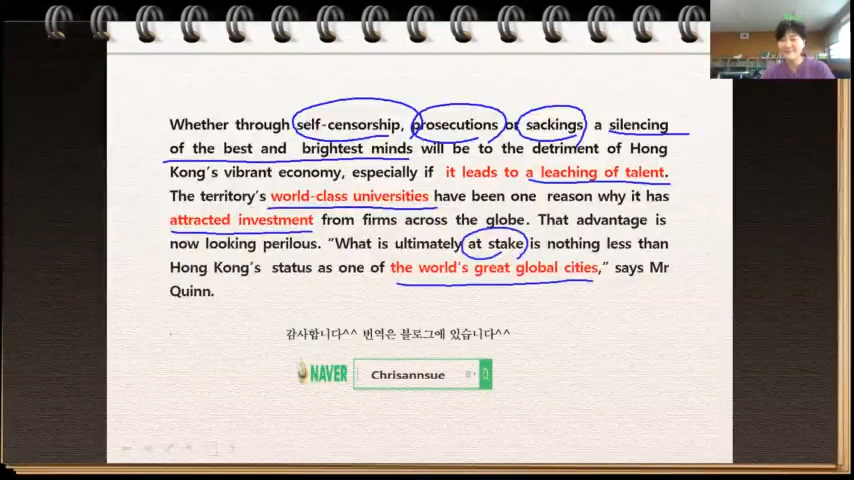 Whether through self-censorship, prosecutions or sackings a silencing
of the best and brightest minds will be to the detriment of Hong
Kong's vibrant economy, especially if it leads to a leaching of talent.
The territory's world-class universities have been one reason why it has
attracted investment from firms across the globe. That advantage is
now looking perilous. "What is ultimately at stake is nothing less than
Hong Kong's status as one of the world's great global cities," says Mr
Quinn.
감사합니다^^ 번역은 블로그에 있습니다^^
NAVER Chrisannsue